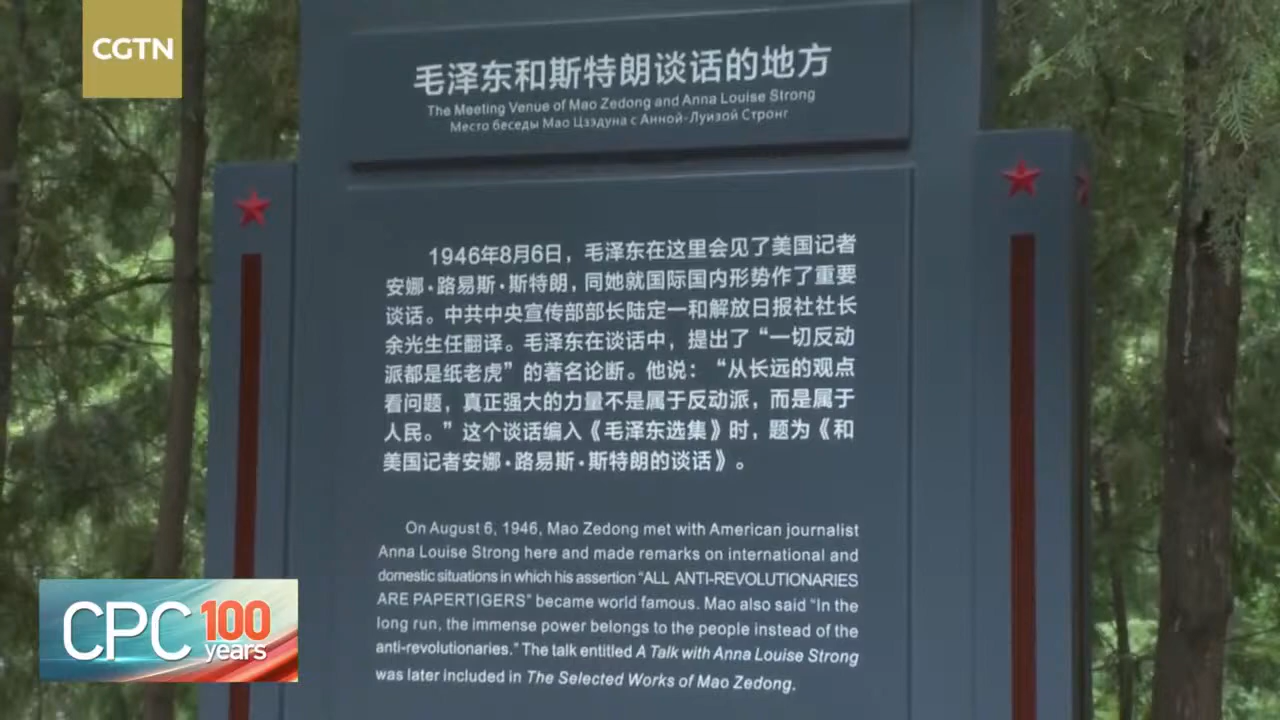 CGTN
毛泽东和斯特朗谈话的地方
The Meeting Venue of Mao Zedong and Anna Louise Strong
Место беседы Мао Цзэдуна с Анной-Луизой Стронг
1946年8月6日，毛泽东在这里会见了美国记者
安娜·路易斯·斯特朗，同她就国际国内形势作了重要
谈话。中共中央宣传部部长陆定一和解放日报社社长
余光生任翻译。毛泽东在谈话中，提出了“一切反动
派都是纸老虎”的著名论断。他说：“从长远的观点
看问题，真正强大的力量不是属于反动派，而是属于
人民。”这个谈话编入《毛泽东选集》时，题为《和
美国记者安娜·路易斯·斯特朗的谈话》。
On August 6, 1946, Mao Zedong met with American journalist
Anna Louise Strong here and made remarks on international and
domestic situations in which his assertion “ALL ANTI-REVOLUTIONARIES
ARE PAPERTIGERS” became world famous. Mao also said “In the
long run, the immense power belongs to the people instead of the
anti-revolutionaries.” The talk entitled A Talk with Anna Louise Strong
was later included in The Selected Works of Mao Zedong.
CPC 100
years